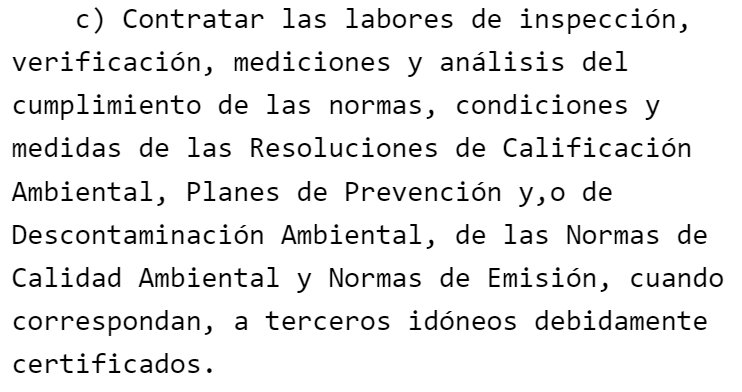 c) Contratar las labores de inspección,
verificación, mediciones y análisis del
cumplimiento de las normas, condiciones y
medidas de las Resoluciones de Calificación
Ambiental, Planes de Prevención y,o de
Descontaminación Ambiental, de las Normas de
Calidad Ambiental y Normas de Emisión, cuando
correspondan, a terceros idóneos debidamente
certificados.